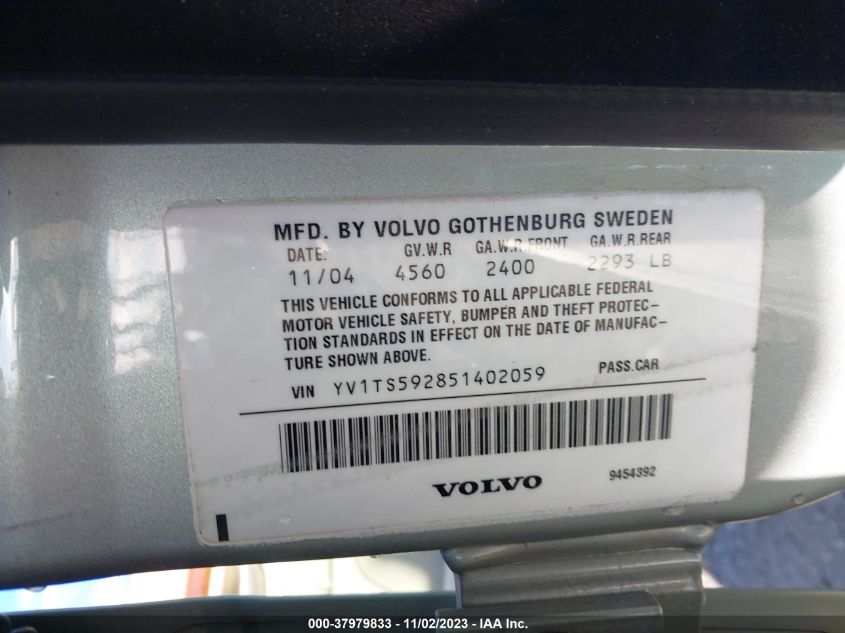 MFD. BY VOLVO GOTHENBURG SWEDEN
DATE: GV.W.R GA.W.R.FRONT GA.W.R.REAR
11/04 4560 2400 2293 LB
THIS VEHICLE CONFORMS TO ALL APPLICABLE FEDERAL
MOTOR VEHICLE SAFETY, BUMPER AND THEFT PROTEC-
TION STANDARDS IN EFFECT ON THE DATE OF MANUFAC-
TURE SHOWN ABOVE.
VIN YV1TS592851402059 PASS.CAR
VOLVO 9454392
000-37979833 - 11/02/2023 - IAA Inc.